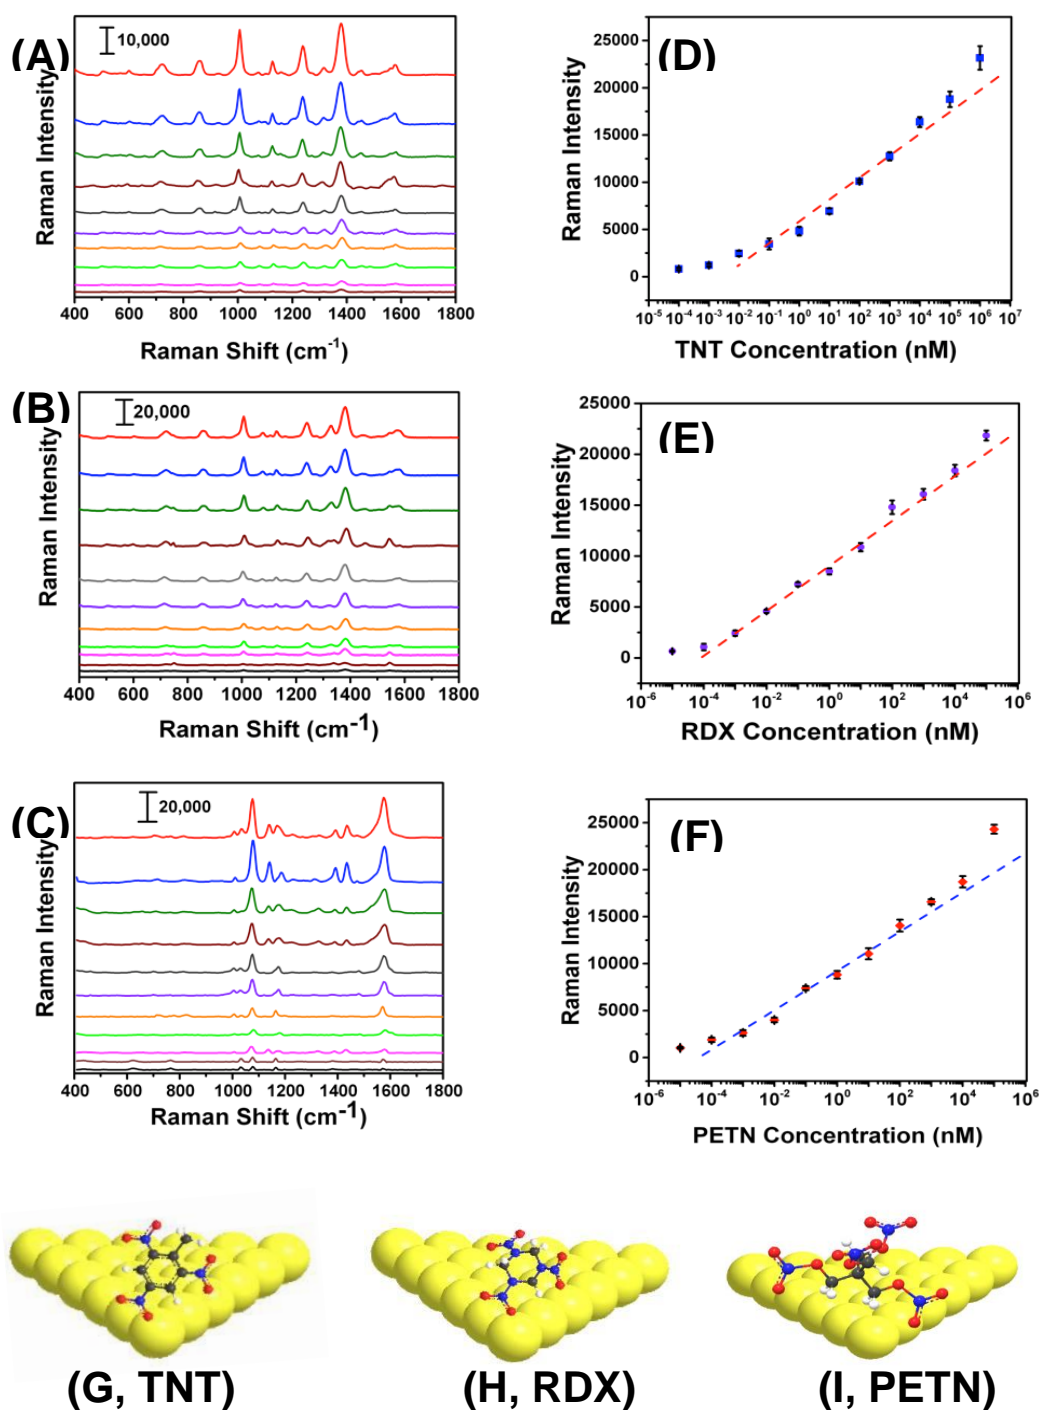 (A)
10,000
Raman Intensity
400 600 800 1000 1200 1400 1600 1800
Raman Shift (cm-1)
(D)
25000
20000
15000
10000
5000
0
Raman Intensity
10-5 10-4 10-3 10-2 10-1 100 101 102 103 104 105 106 107
TNT Concentration (nM)
(B)
20,000
Raman Intensity
400 600 800 1000 1200 1400 1600 1800
Raman Shift (cm-1)
(E)
25000
20000
15000
10000
5000
0
Raman Intensity
10-6 10-4 10-2 100 102 104 106
RDX Concentration (nM)
(C)
20,000
Raman Intensity
400 600 800 1000 1200 1400 1600 1800
Raman Shift (cm-1)
(F)
25000
20000
15000
10000
5000
0
Raman Intensity
10-6 10-4 10-2 100 102 104 106
PETN Concentration (nM)
(G, TNT)
(H, RDX)
(I, PETN)